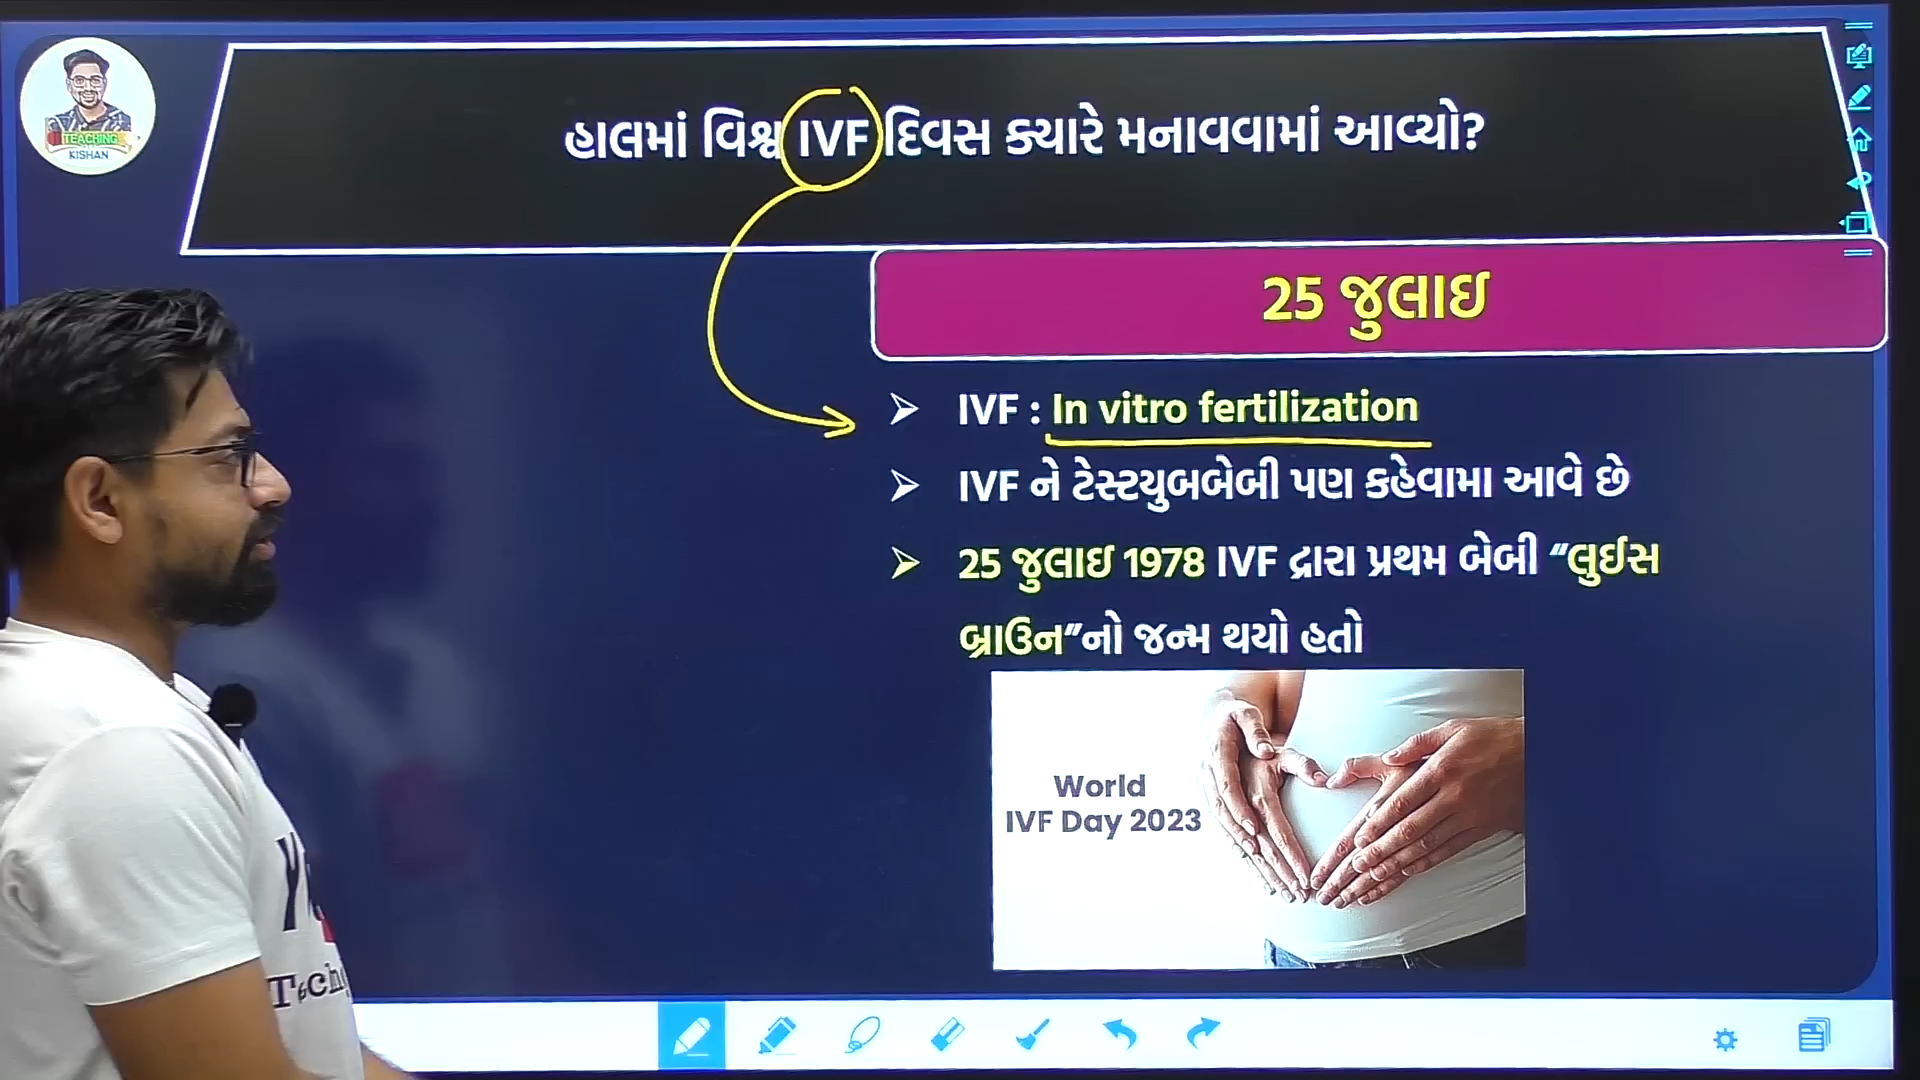 TEACHING
KISHAN
હાલમાં વિશ્વ IVF દિવસ ક્યારે મનાવવામાં આવ્યો?
25 જુલાઇ
IVF : In vitro fertilization
IVF ને ટેસ્ટયુબબેબી પણ કહેવામા આવે છે
25 જુલાઇ 1978 IVF દ્રારા પ્રથમ બેબી “લુઈસ
બ્રાઉન”નો જન્મ થયો હતો
World
IVF Day 2023